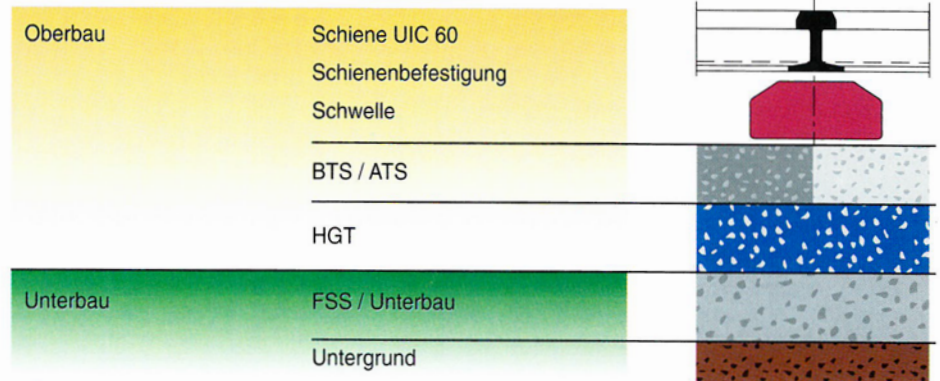 Oberbau
Schiene UIC 60
Schienenbefestigung
Schwelle
BTS / ATS
HGT
Unterbau
FSS / Unterbau
Untergrund